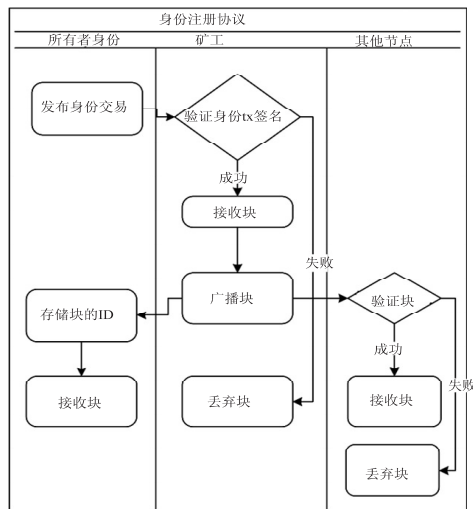 身份注册协议
所有者身份
矿工
其他节点
发布身份交易
验证身份tx签名
成功
接收块
失败
广播块
验证块
存储块的ID
成功
失败
接收块
丢弃块
接收块
丢弃块